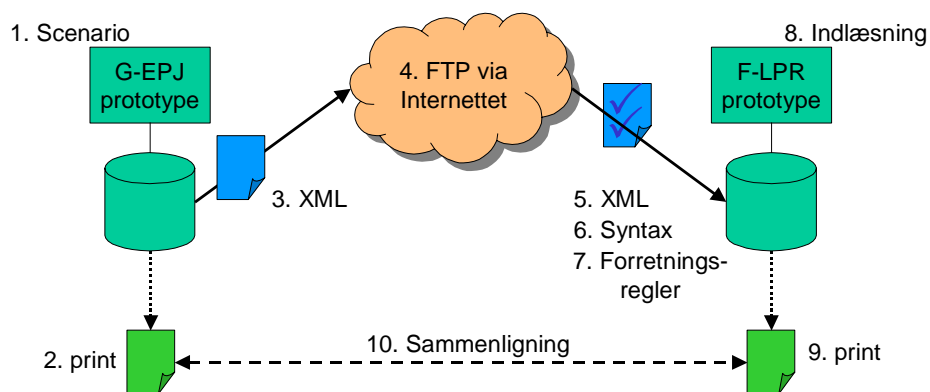 1. Scenario
G-EPJ
prototype
3. XML
4. FTP via
Internettet
8. Indlæsning
F-LPR
prototype
5. XML
6. Syntax
7. Forretnings-
regler
2. print
10. Sammenligning
9. print